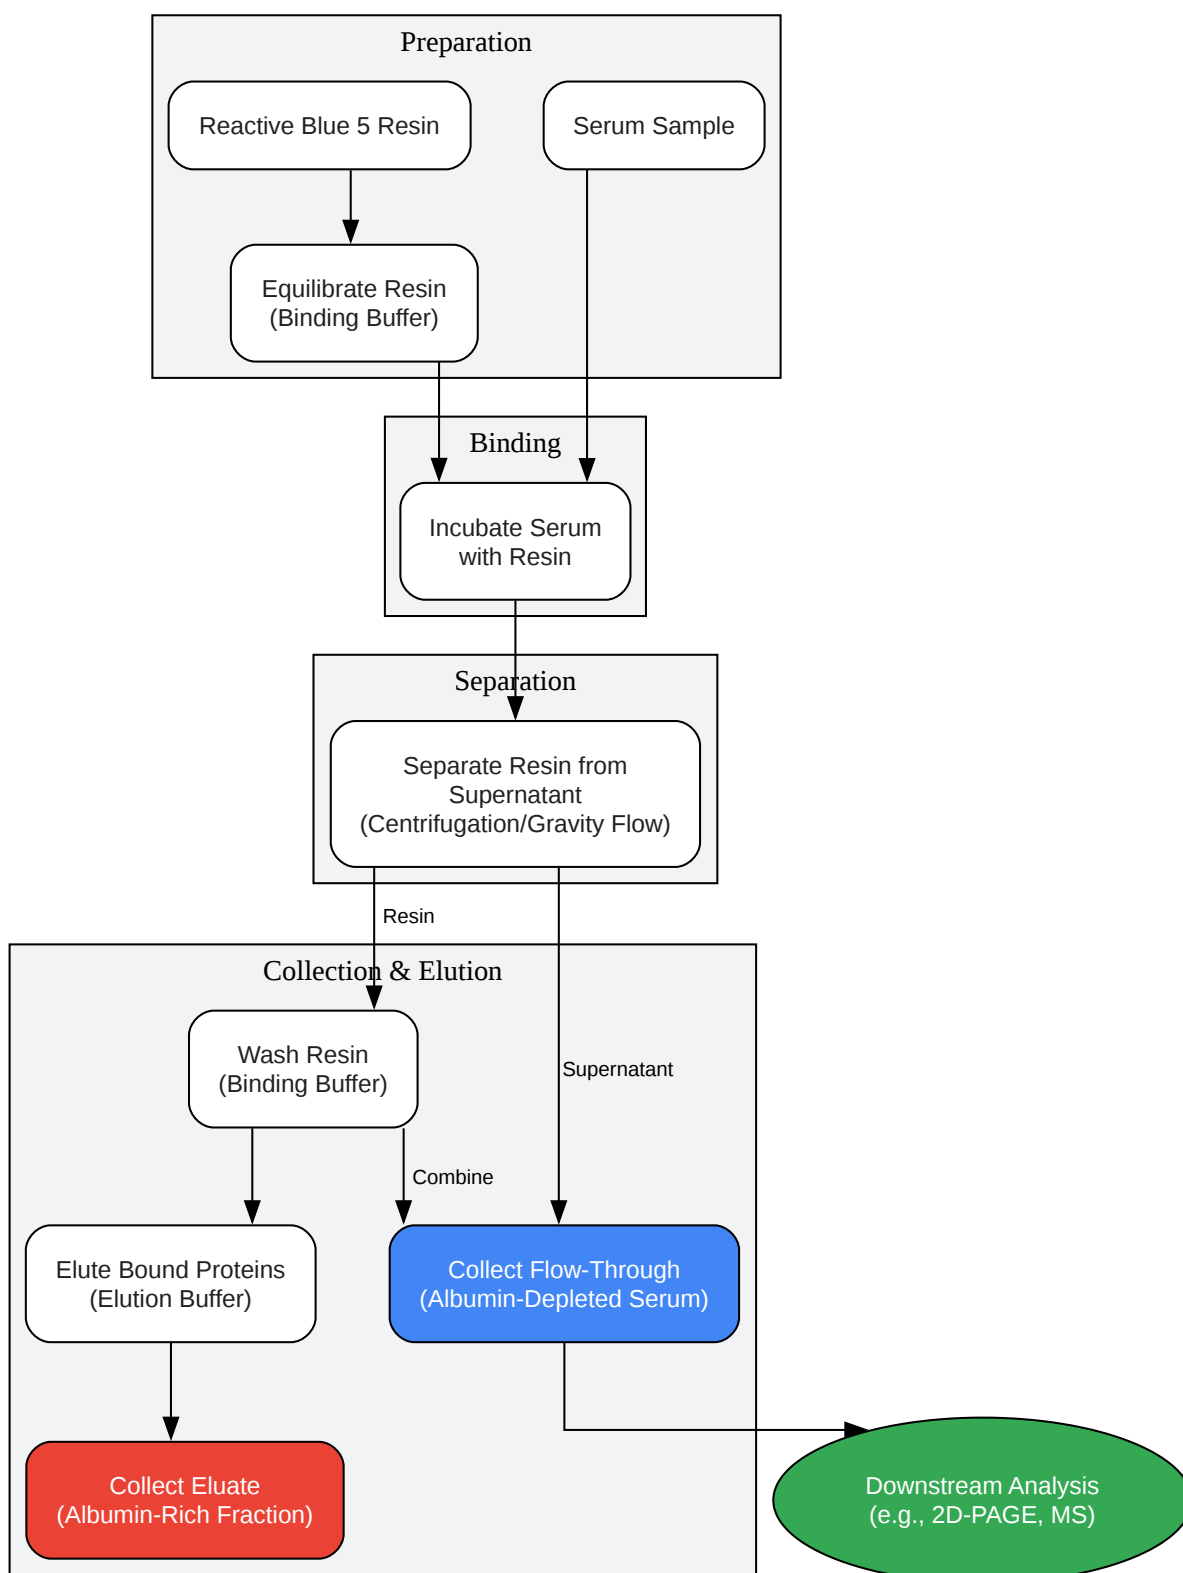 Preparation
Reactive Blue 5 Resin
Serum Sample
Equilibrate Resin
(Binding Buffer)
Binding
Incubate Serum
with Resin
Separation
Separate Resin from
Supernatant
(Centrifugation/Gravity Flow)
Resin
Collection & Elution
Wash Resin
(Binding Buffer)
Supernatant
Combine
Elute Bound Proteins
(Elution Buffer)
Collect Flow-Through
(Albumin-Depleted Serum)
Collect Eluate
(Albumin-Rich Fraction)
Downstream Analysis
(e.g., 2D-PAGE, MS)